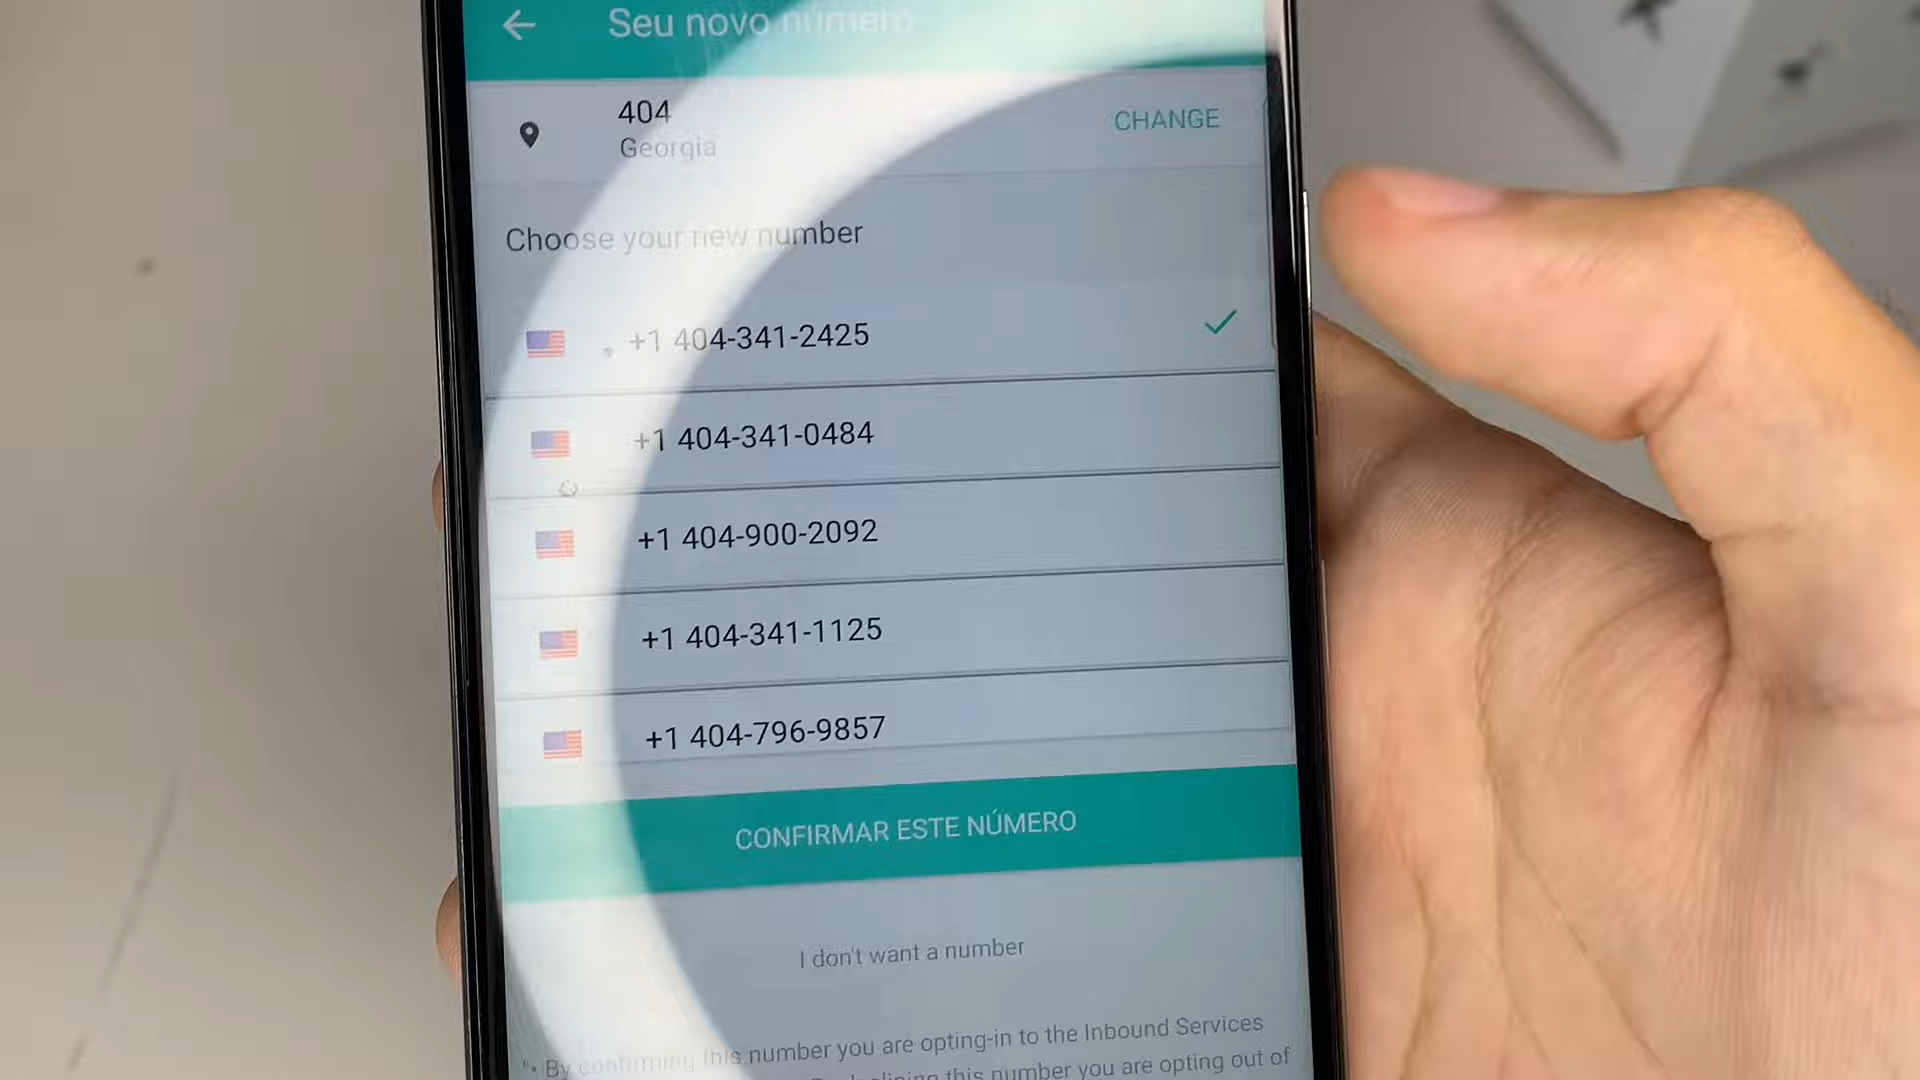 Seu novo número
404
Georgia
CHANGE
Choose your new number
+1 404-341-2425
+1 404-341-0484
+1 404-900-2092
+1 404-341-1125
+1 404-796-9857
CONFIRMAR ESTE NÚMERO
I don't want a number
By confirming this number you are opting-in to the Inbound Services
this number you are opting out of